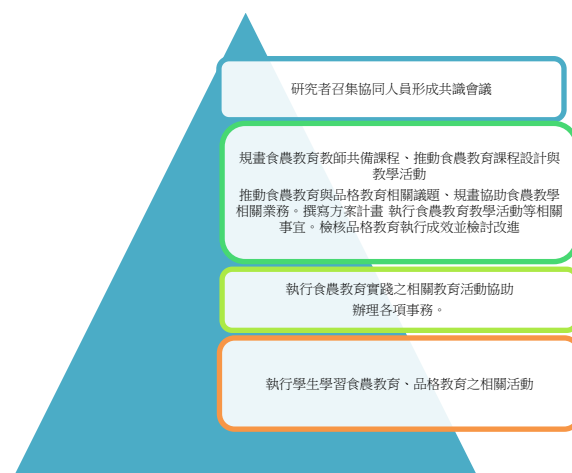 研究者召集協同人員形成共識會議
規畫食農教育教師共備課程、推動食農教育課程設計與
教學活動
推動食農教育與品格教育相關議題、規畫協助食農教學
相關業務。撰寫方案計畫 執行食農教育教學活動等相關
事宜。檢核品格教育執行成效並檢討改進
執行食農教育實踐之相關教育活動協助
辦理各項事務。
執行學生學習食農教育、品格教育之相關活動